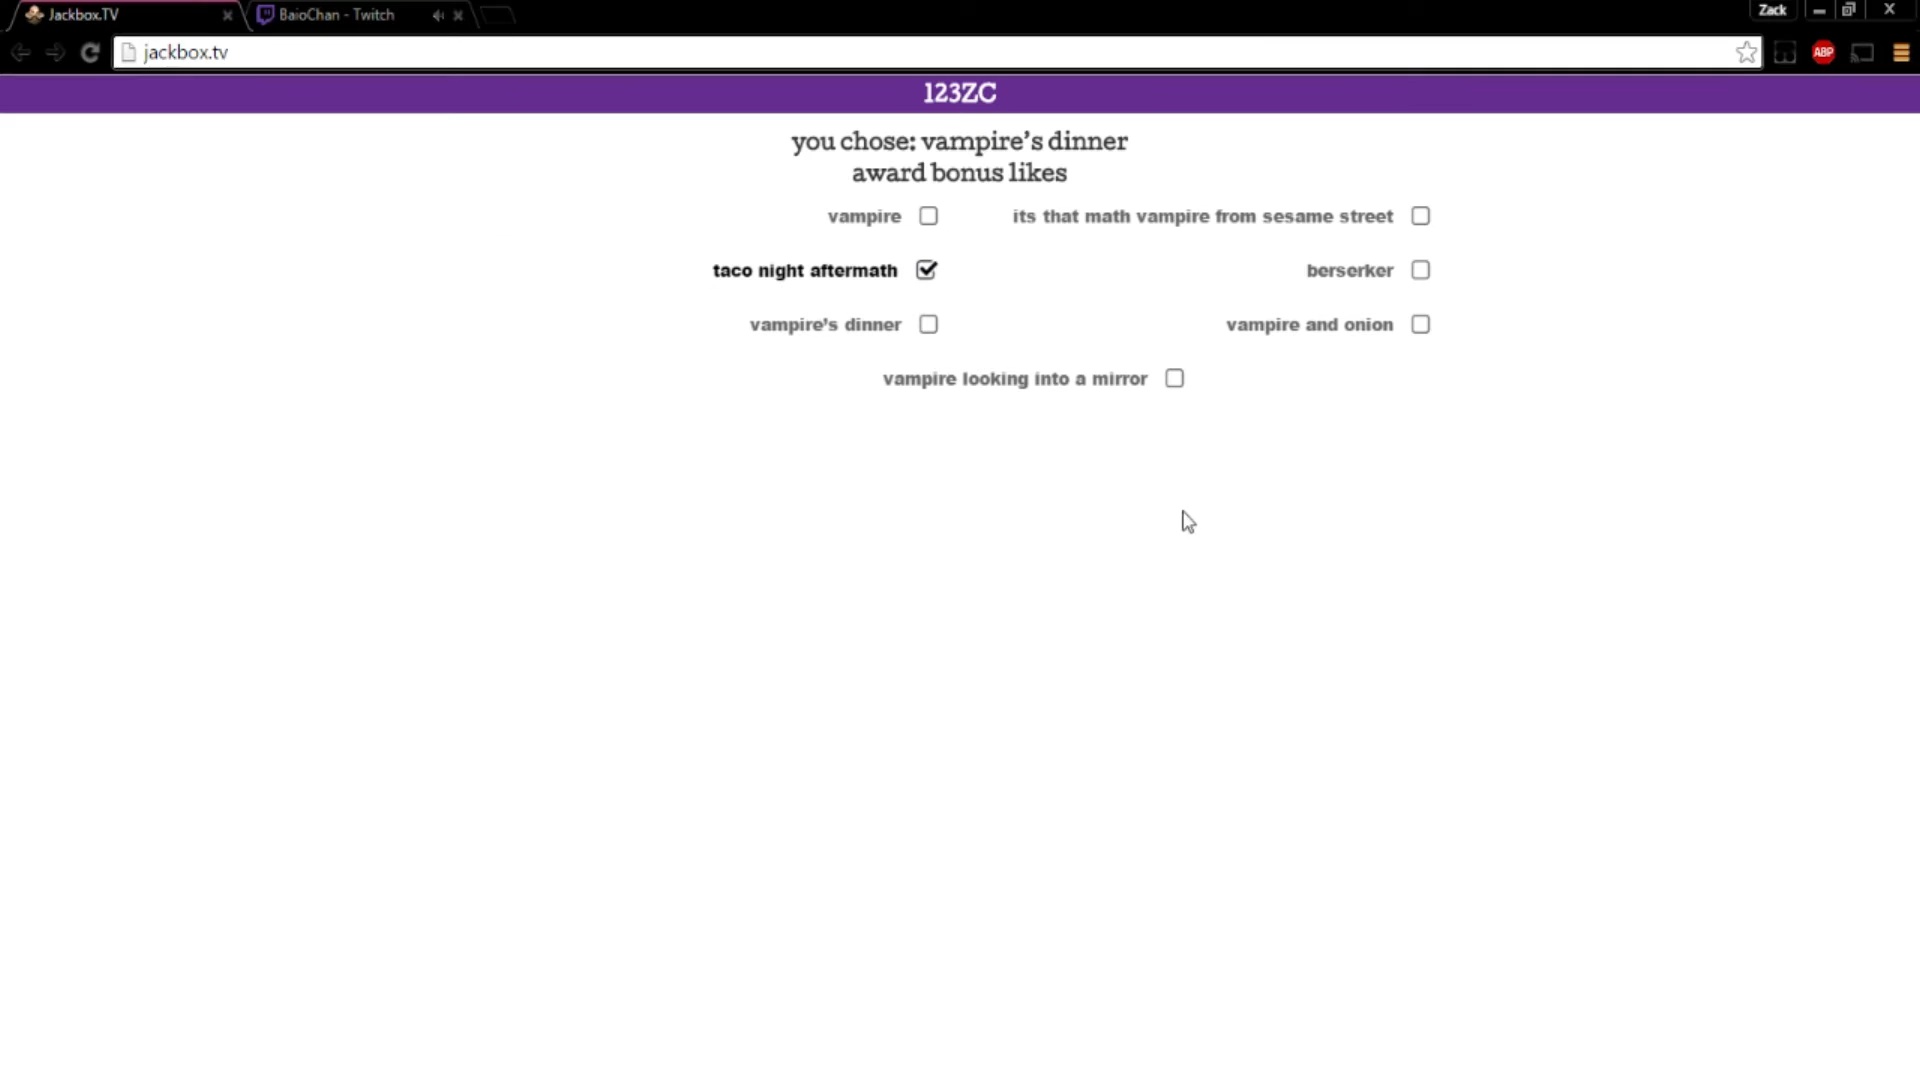 Jackbox.TV
BaioChan - Twitch
Zack
jackbox.tv
ABP
123ZC
you chose: vampire's dinner
award bonus likes
vampire
its that math vampire from sesame street
taco night aftermath
berserker
vampire's dinner
vampire and onion
vampire looking into a mirror